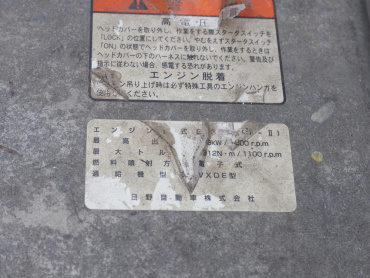 高電圧
ヘッドカバーを取り外し、作業をする際スタータスイッチを
「LOCK」の位置にしてください。やむをえずスタータスイッチ
「ON」の状態でヘッドカバーを取り外し、作業をするときは
ヘッドカバーの下のハーネスに触れないでください。警告及び
指示に従わない場合、感電する恐れがあります。
エンジン脱着
エンジン吊り上げ時は必ず特殊工具のエンジンハンガを
ください。
エンジン 式
最高出 kW/ r.p.m
最大トル 912N・m/1100r.p.m
燃料噴射方 電子式
過給機型 VXDE型
日野自動車株式会社